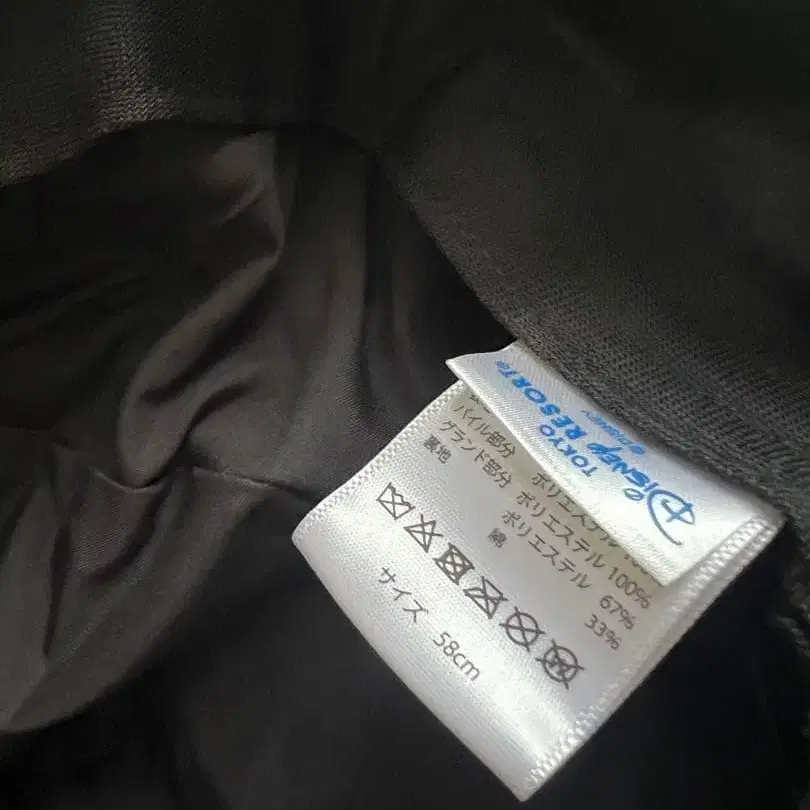 TOKYO
DISNEY RESORT®
© DISNEY
パイル部分 ポリエステル
グランド部分 ポリエステル 100%
裏地 ポリエステル 67%
綿 33%
サイズ 58cm